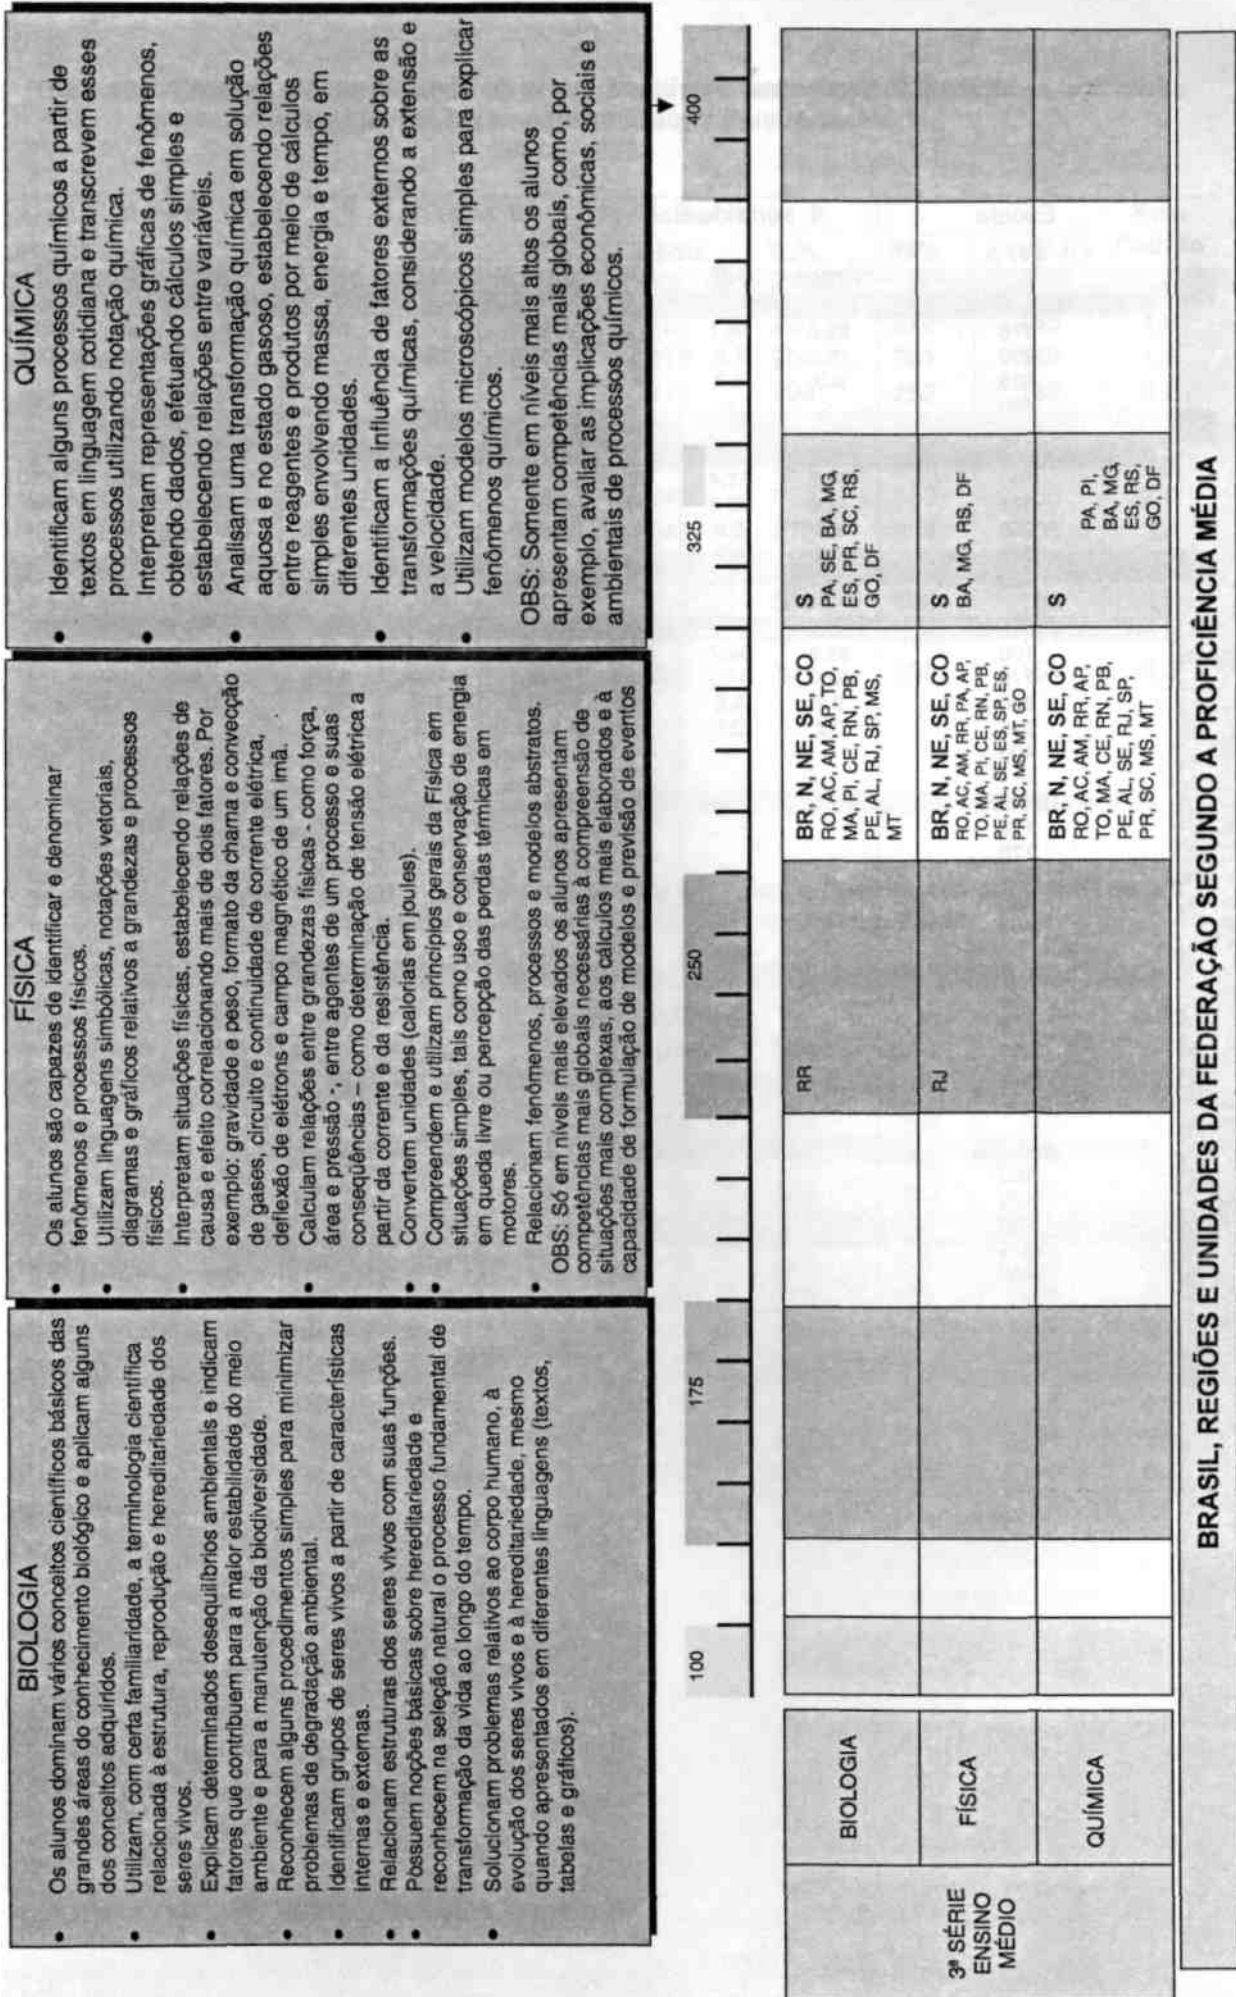 BIOLOGIA
• Os alunos dominam vários conceitos científicos básicos das
grandes áreas do conhecimento biológico e aplicam alguns
dos conceitos adquiridos.
• Utilizam, com certa familiaridade, a terminologia científica
relacionada à estrutura, reprodução e hereditariedade dos
seres vivos.
• Explicam determinados desequilíbrios ambientais e indicam
fatores que contribuem para a maior estabilidade do meio
ambiente e para a manutenção da biodiversidade.
• Reconhecem alguns procedimentos simples para minimizar
problemas de degradação ambiental.
• Identificam grupos de seres vivos a partir de características
internas e externas.
• Relacionam estruturas dos seres vivos com suas funções.
• Possuem noções básicas sobre hereditariedade e
reconhecem na seleção natural o processo fundamental de
transformação da vida ao longo do tempo.
• Solucionam problemas relativos ao corpo humano, à
evolução dos seres vivos e à hereditariedade, mesmo
quando apresentados em diferentes linguagens (textos,
tabelas e gráficos).
FÍSICA
• Os alunos são capazes de identificar e denominar
fenômenos e processos físicos.
• Utilizam linguagens simbólicas, notações vetoriais,
diagramas e gráficos relativos a grandezas e processos
físicos.
• Interpretam situações físicas, estabelecendo relações de
causa e efeito correlacionando mais de dois fatores. Por
exemplo: gravidade e peso, formato da chama e convecção
de gases, circuito e continuidade de corrente elétrica,
deflexão de elétrons e campo magnético de um imã.
• Calculam relações entre grandezas físicas - como força,
área e pressão -, entre agentes de um processo e suas
conseqüências – como determinação de tensão elétrica a
partir da corrente e da resistência.
• Convertem unidades (calorias em joules).
• Compreendem e utilizam princípios gerais da Física em
situações simples, tais como uso e conservação de energia
em queda livre ou percepção das perdas térmicas em
motores.
• Relacionam fenômenos, processos e modelos abstratos.
OBS: Só em níveis mais elevados os alunos apresentam
competências mais globais necessárias à compreensão de
situações mais complexas, aos cálculos mais elaborados e à
capacidade de formulação de modelos e previsão de eventos
QUÍMICA
• Identificam alguns processos químicos a partir de
textos em linguagem cotidiana e transcrevem esses
processos utilizando notação química.
• Interpretam representações gráficas de fenômenos,
obtendo dados, efetuando cálculos simples e
estabelecendo relações entre variáveis.
• Analisam uma transformação química em solução
aquosa e no estado gasoso, estabelecendo relações
entre reagentes e produtos por meio de cálculos
simples envolvendo massa, energia e tempo, em
diferentes unidades.
• Identificam a influência de fatores externos sobre as
transformações químicas, considerando a extensão e
a velocidade.
• Utilizam modelos microscópicos simples para explicar
fenômenos químicos.
OBS: Somente em níveis mais altos os alunos
apresentam competências mais globais, como, por
exemplo, avaliar as implicações econômicas, sociais e
ambientais de processos químicos.
100 175 250 325 400
3ª SÉRIE
ENSINO
MÉDIO
BIOLOGIA
RR
BR, N, NE, SE, CO
RO, AC, AM, AP, TO,
MA, PI, CE, RN, PB,
PE, AL, RJ, SP, MS,
MT
S
PA, SE, BA, MG,
ES, PR, SC, RS,
GO, DF
FÍSICA
RJ
BR, N, NE, SE, CO
RO, AC, AM, RR, PA, AP,
TO, MA, PI, CE, RN, PB,
PE, AL, SE, ES, SP, ES,
PR, SC, MS, MT, GO
S
BA, MG, RS, DF
QUÍMICA
BR, N, NE, SE, CO
RO, AC, AM, RR, AP,
TO, MA, CE, RN, PB,
PE, AL, SE, RJ, SP,
PR, SC, MS, MT
S
PA, PI,
BA, MG,
ES, RS,
GO, DF
BRASIL, REGIÕES E UNIDADES DA FEDERAÇÃO SEGUNDO A PROFICIÊNCIA MÉDIA